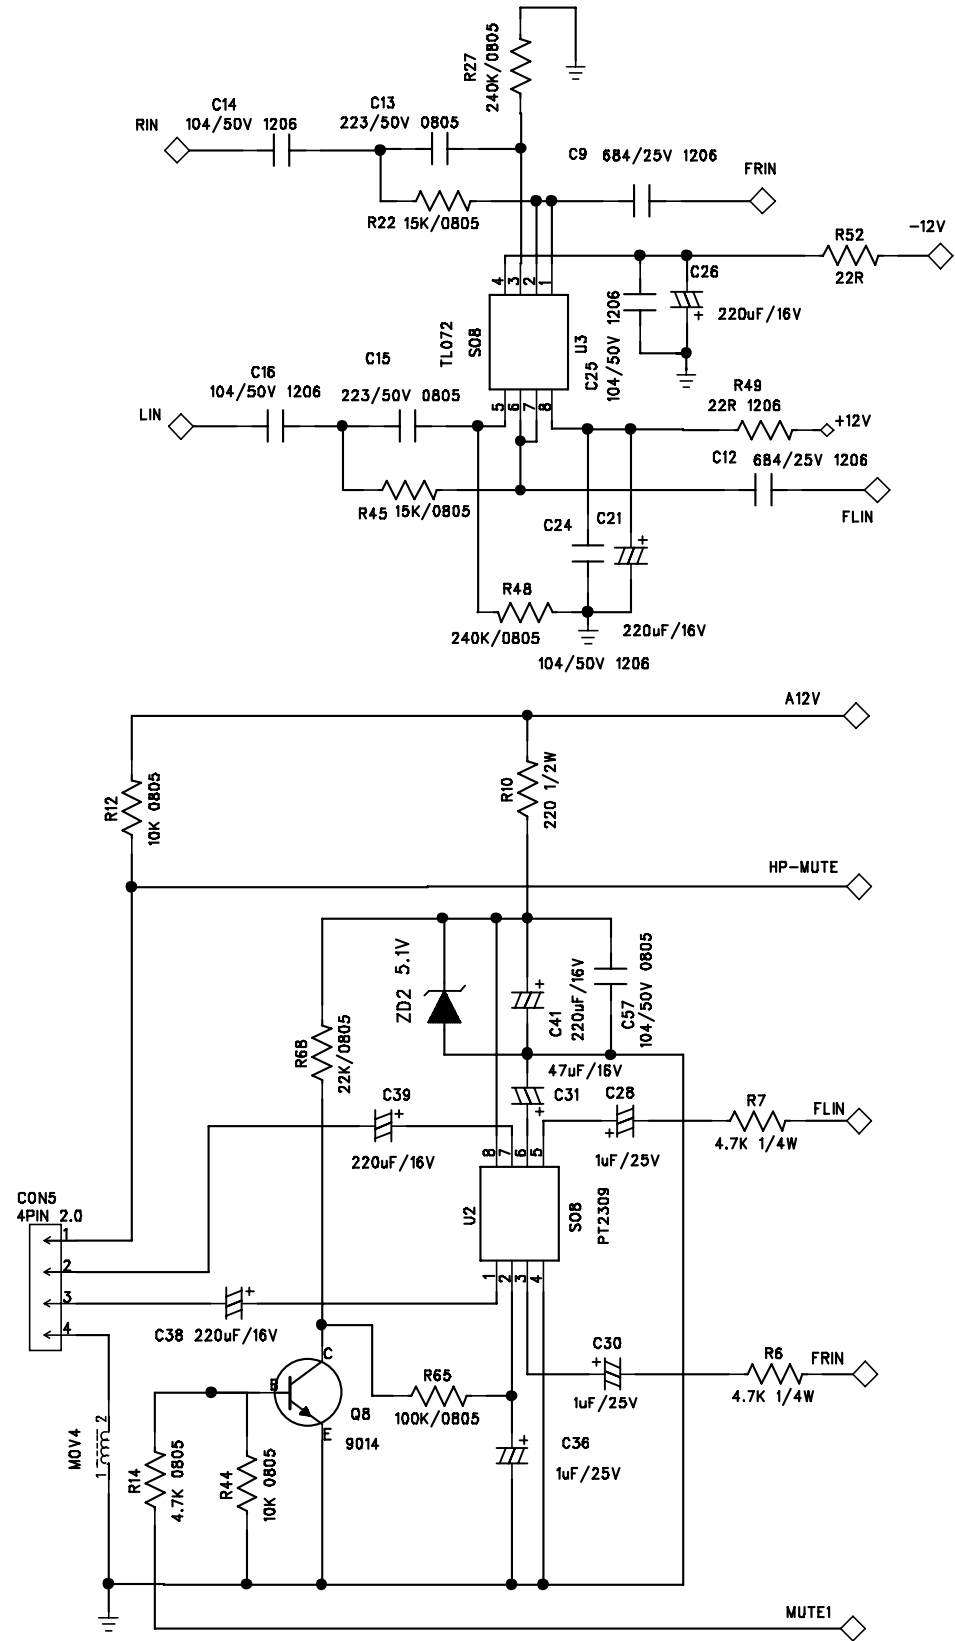 R27
240K/0805
C14
104/50V 1206
C13
223/50V 0805
RIN
C9 684/25V 1206
FRIN
R22 15K/0805
-12V
R52
22R
C26
220uF/16V
+
4 3 2 1
TL072
S08
U3
C25
104/50V 1206
5 6 7 8
C16
104/50V 1206
C15
223/50V 0805
LIN
R49
22R 1206
+12V
C12 684/25V 1206
FLIN
R45 15K/0805
C24
C21
+
R48
240K/0805
220uF/16V
104/50V 1206
A12V
R12
10K 0805
R10
220 1/2W
HP-MUTE
ZD2 5.1V
+
C41
220uF/16V
C57
104/50V 0805
R68
22K/0805
47uF/16V
C31
+
C39
+
220uF/16V
C28
+
1uF/25V
R7
4.7K 1/4W
FLIN
8 7 6 5
U2
S08
PT2309
1 2 3 4
CON5
4PIN 2.0
1
2
3
4
+
C38 220uF/16V
C
B
E
Q8
9014
R65
100K/0805
C30
+
1uF/25V
R6
4.7K 1/4W
FRIN
+
C36
1uF/25V
MOV4
1 2
R14
4.7K 0805
R44
10K 0805
MUTE1